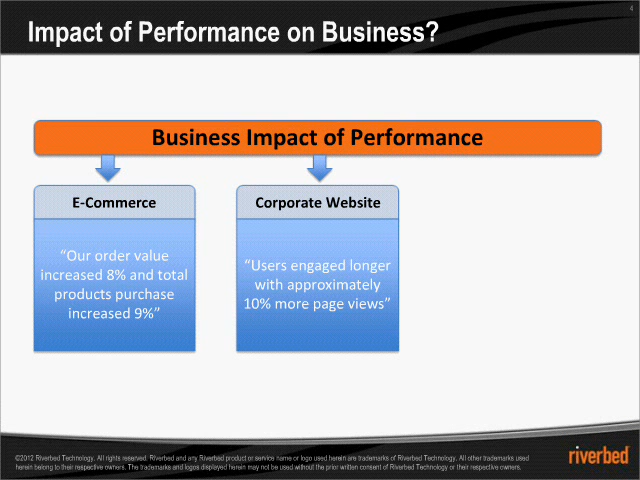 4
Impact of Performance on Business?
Business Impact of Performance
E-Commerce
“Our order value
increased 8% and total
products purchase
increased 9%”
Corporate Website
“Users engaged longer
with approximately
10% more page views”
©2012 Riverbed Technology. All rights reserved. Riverbed and any Riverbed product or service name or logo used herein are trademarks of Riverbed Technology. All other trademarks used
herein belong to their respective owners. The trademarks and logos displayed herein may not be used without the prior written consent of Riverbed Technology or their respective owners.
riverbed